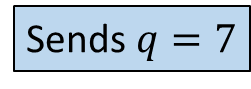 Sends q = 7